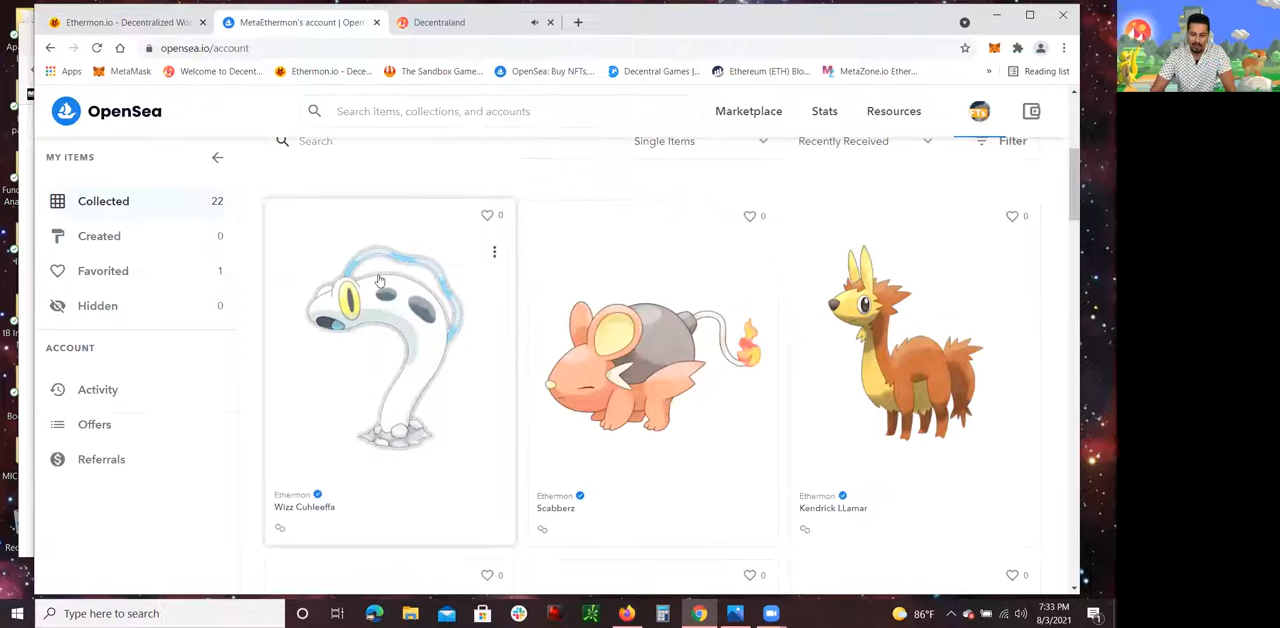 Ethermon.io - Decentralized Wo
MetaEthermon's account | Open
Decentraland
opensea.io/account
Apps
MetaMask
Welcome to Decent...
Ethermon.io - Dece...
The Sandbox Game...
OpenSea: Buy NFTs,...
Decentral Games |...
Ethereum (ETH) Blo...
MetaZone.io Ether...
»
Reading list
OpenSea
Search items, collections, and accounts
Marketplace
Stats
Resources
MY ITEMS
Search
Single Items
Recently Received
Filter
Collected 22
Created 0
Favorited 1
Hidden 0
ACCOUNT
Activity
Offers
Referrals
0
0
0
Ethermon
Wizz Cuhleeffa
Ethermon
Scabberz
Ethermon
Kendrick LLamar
0
0
0
Type here to search
86°F
7:33 PM
8/3/2021
1